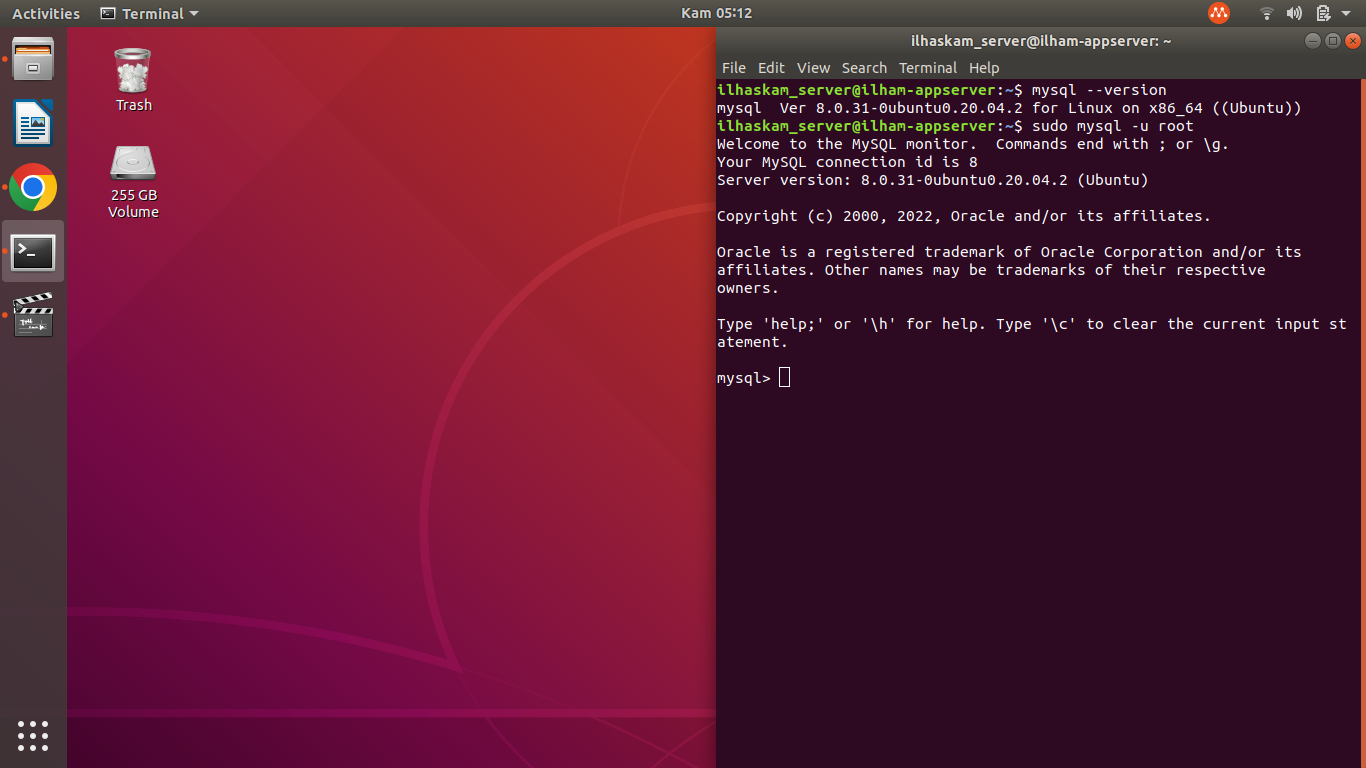 Activities
Terminal
Kam 05:12
Trash
255 GB
Volume
ilhaskam_server@ilham-appserver: ~
File Edit View Search Terminal Help
ilhaskam_server@ilham-appserver:~$ mysql --version
mysql  Ver 8.0.31-0ubuntu0.20.04.2 for Linux on x86_64 ((Ubuntu))
ilhaskam_server@ilham-appserver:~$ sudo mysql -u root
Welcome to the MySQL monitor.  Commands end with ; or \g.
Your MySQL connection id is 8
Server version: 8.0.31-0ubuntu0.20.04.2 (Ubuntu)
Copyright (c) 2000, 2022, Oracle and/or its affiliates.
Oracle is a registered trademark of Oracle Corporation and/or its
affiliates. Other names may be trademarks of their respective
owners.
Type 'help;' or '\h' for help. Type '\c' to clear the current input st
atement.
mysql>